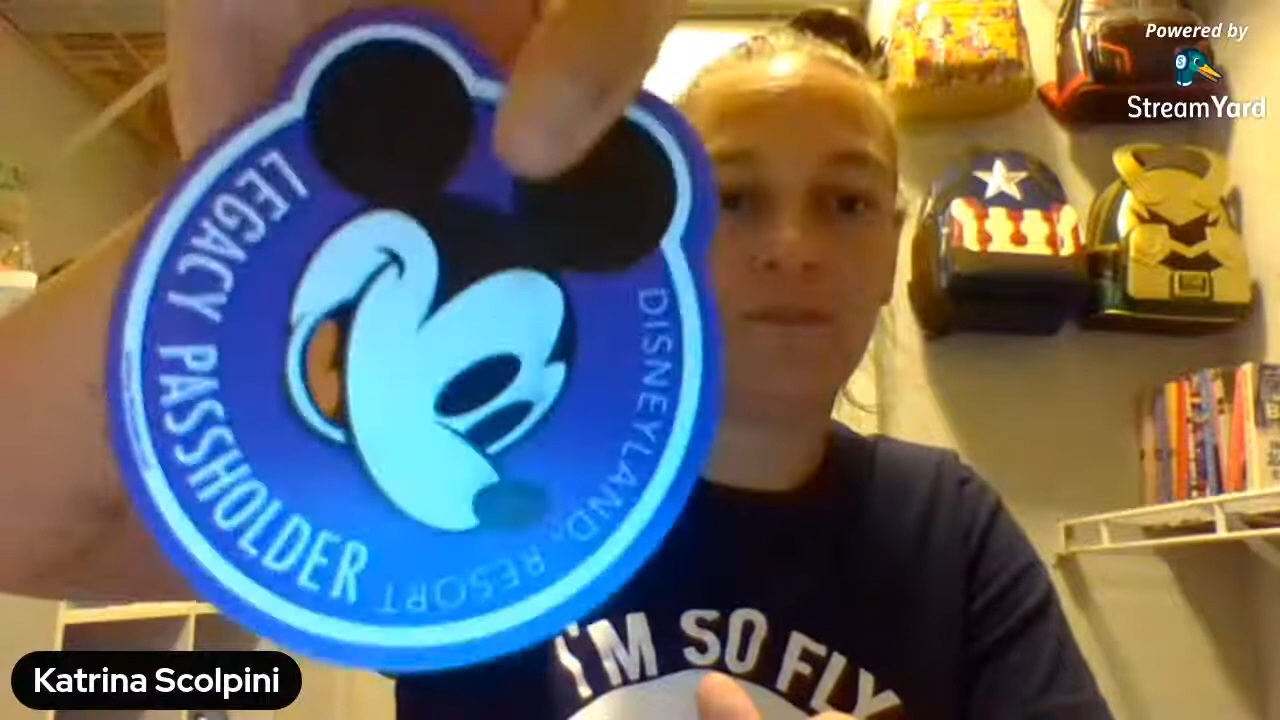 Powered by
StreamYard
LEGACY PASSHOLDER
DISNEYLAND® RESORT
I'M SO FLY
Katrina Scolpini